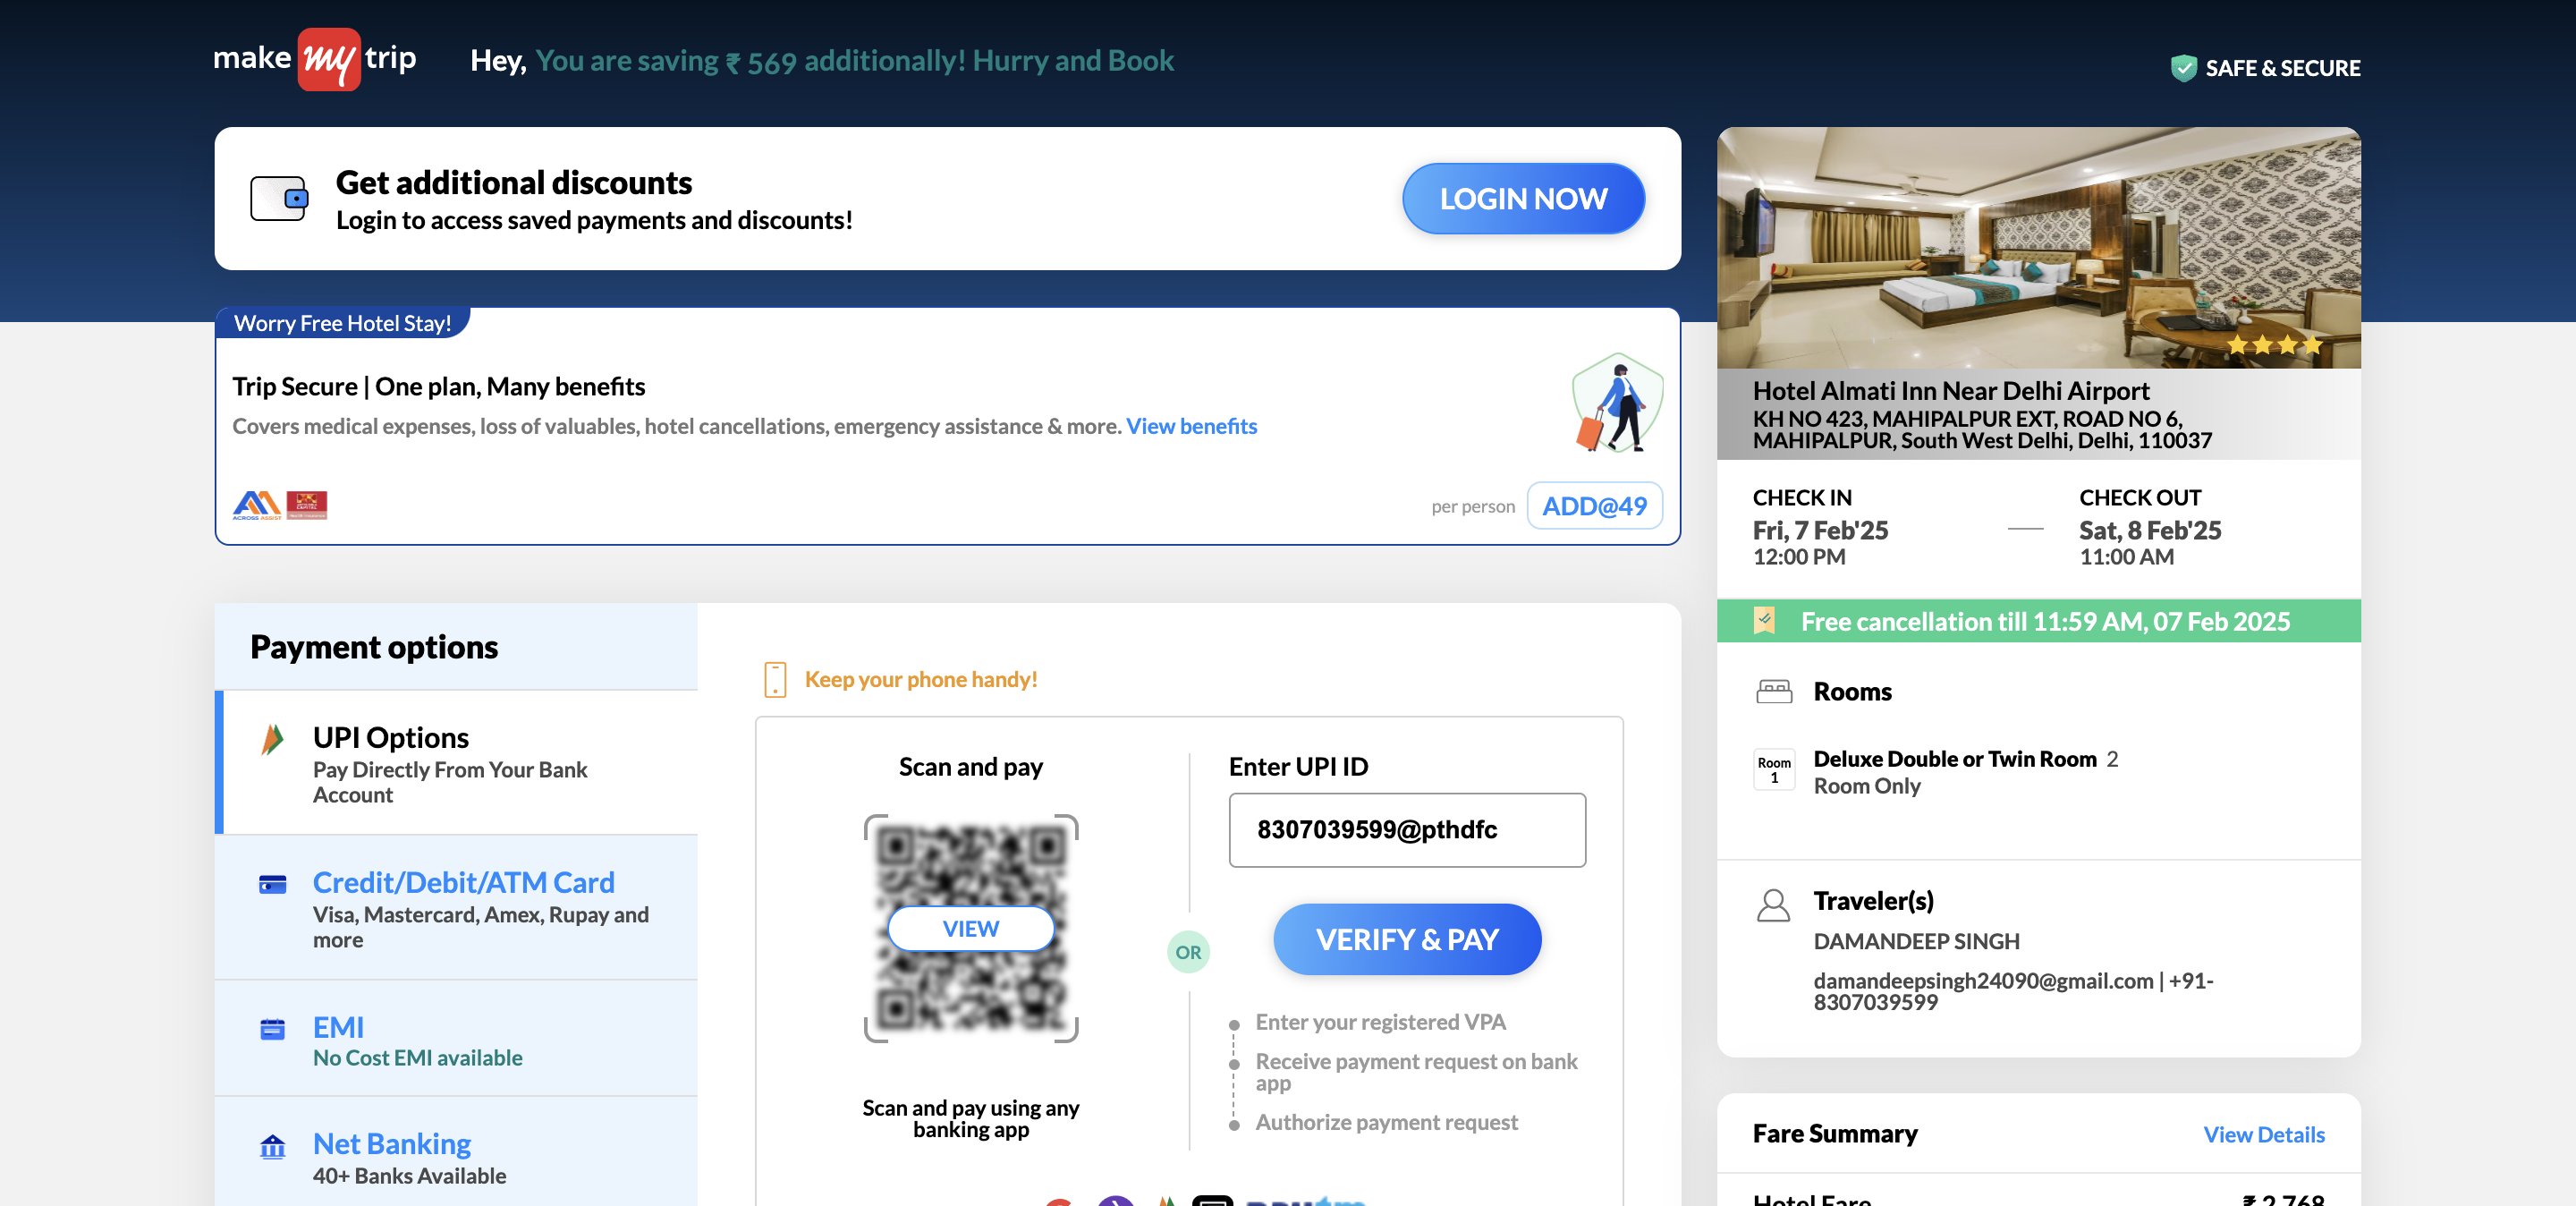 make my trip
Hey, You are saving ₹ 569 additionally! Hurry and Book
SAFE & SECURE
Get additional discounts
Login to access saved payments and discounts!
LOGIN NOW
Worry Free Hotel Stay!
Trip Secure | One plan, Many benefits
Covers medical expenses, loss of valuables, hotel cancellations, emergency assistance & more. View benefits
ACROSS ASSIST
per person
ADD@49
Payment options
UPI Options
Pay Directly From Your Bank
Account
Credit/Debit/ATM Card
Visa, Mastercard, Amex, Rupay and
more
EMI
No Cost EMI available
Net Banking
40+ Banks Available
Keep your phone handy!
Scan and pay
VIEW
Scan and pay using any
banking app
OR
Enter UPI ID
8307039599@pthdfc
VERIFY & PAY
Enter your registered VPA
Receive payment request on bank
app
Authorize payment request
Hotel Almati Inn Near Delhi Airport
KH NO 423, MAHIPALPUR EXT, ROAD NO 6,
MAHIPALPUR, South West Delhi, Delhi, 110037
CHECK IN
Fri, 7 Feb'25
12:00 PM
CHECK OUT
Sat, 8 Feb'25
11:00 AM
Free cancellation till 11:59 AM, 07 Feb 2025
Rooms
Room
1
Deluxe Double or Twin Room 2
Room Only
Traveler(s)
DAMANDEEP SINGH
damandeepsingh24090@gmail.com | +91-
8307039599
Fare Summary
View Details
Hotel Fare
₹ 2,768